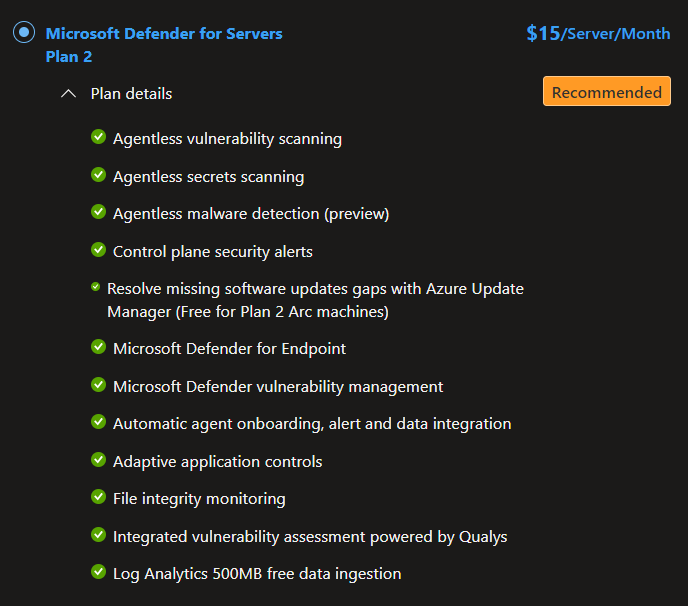 Microsoft Defender for Servers
Plan 2
$15/Server/Month
Plan details
Recommended
Agentless vulnerability scanning
Agentless secrets scanning
Agentless malware detection (preview)
Control plane security alerts
Resolve missing software updates gaps with Azure Update
Manager (Free for Plan 2 Arc machines)
Microsoft Defender for Endpoint
Microsoft Defender vulnerability management
Automatic agent onboarding, alert and data integration
Adaptive application controls
File integrity monitoring
Integrated vulnerability assessment powered by Qualys
Log Analytics 500MB free data ingestion